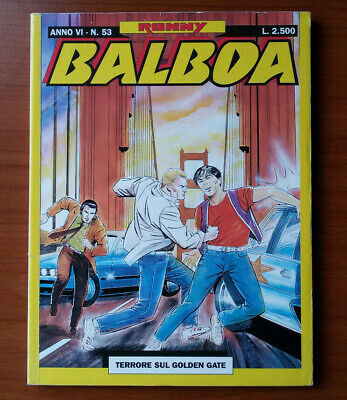 ANNO VI - N. 53
RONNY
L. 2.500
BALBOA
TERRORE SUL GOLDEN GATE